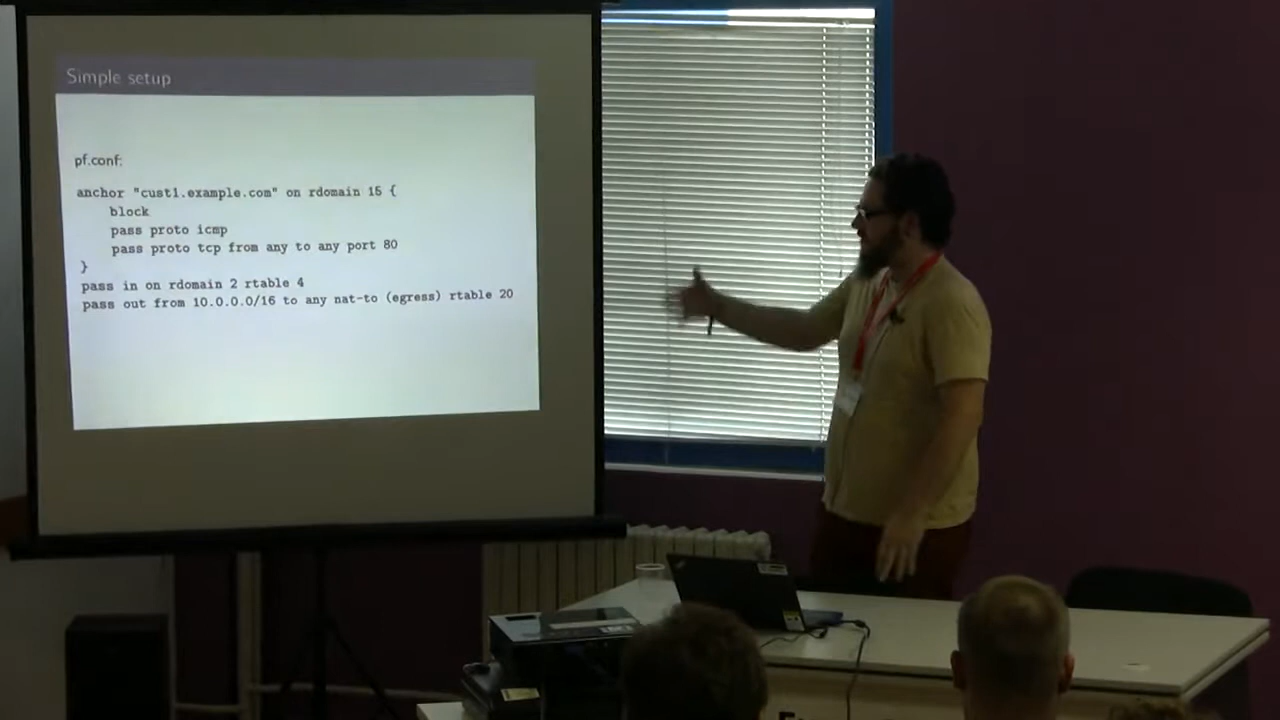 Simple setup
pf.conf:
anchor "cust1.example.com" on rdomain 15 {
block
pass proto icmp
pass proto tcp from any to any port 80
}
pass in on rdomain 2 rtable 4
pass out from 10.0.0.0/16 to any nat-to (egress) rtable 20